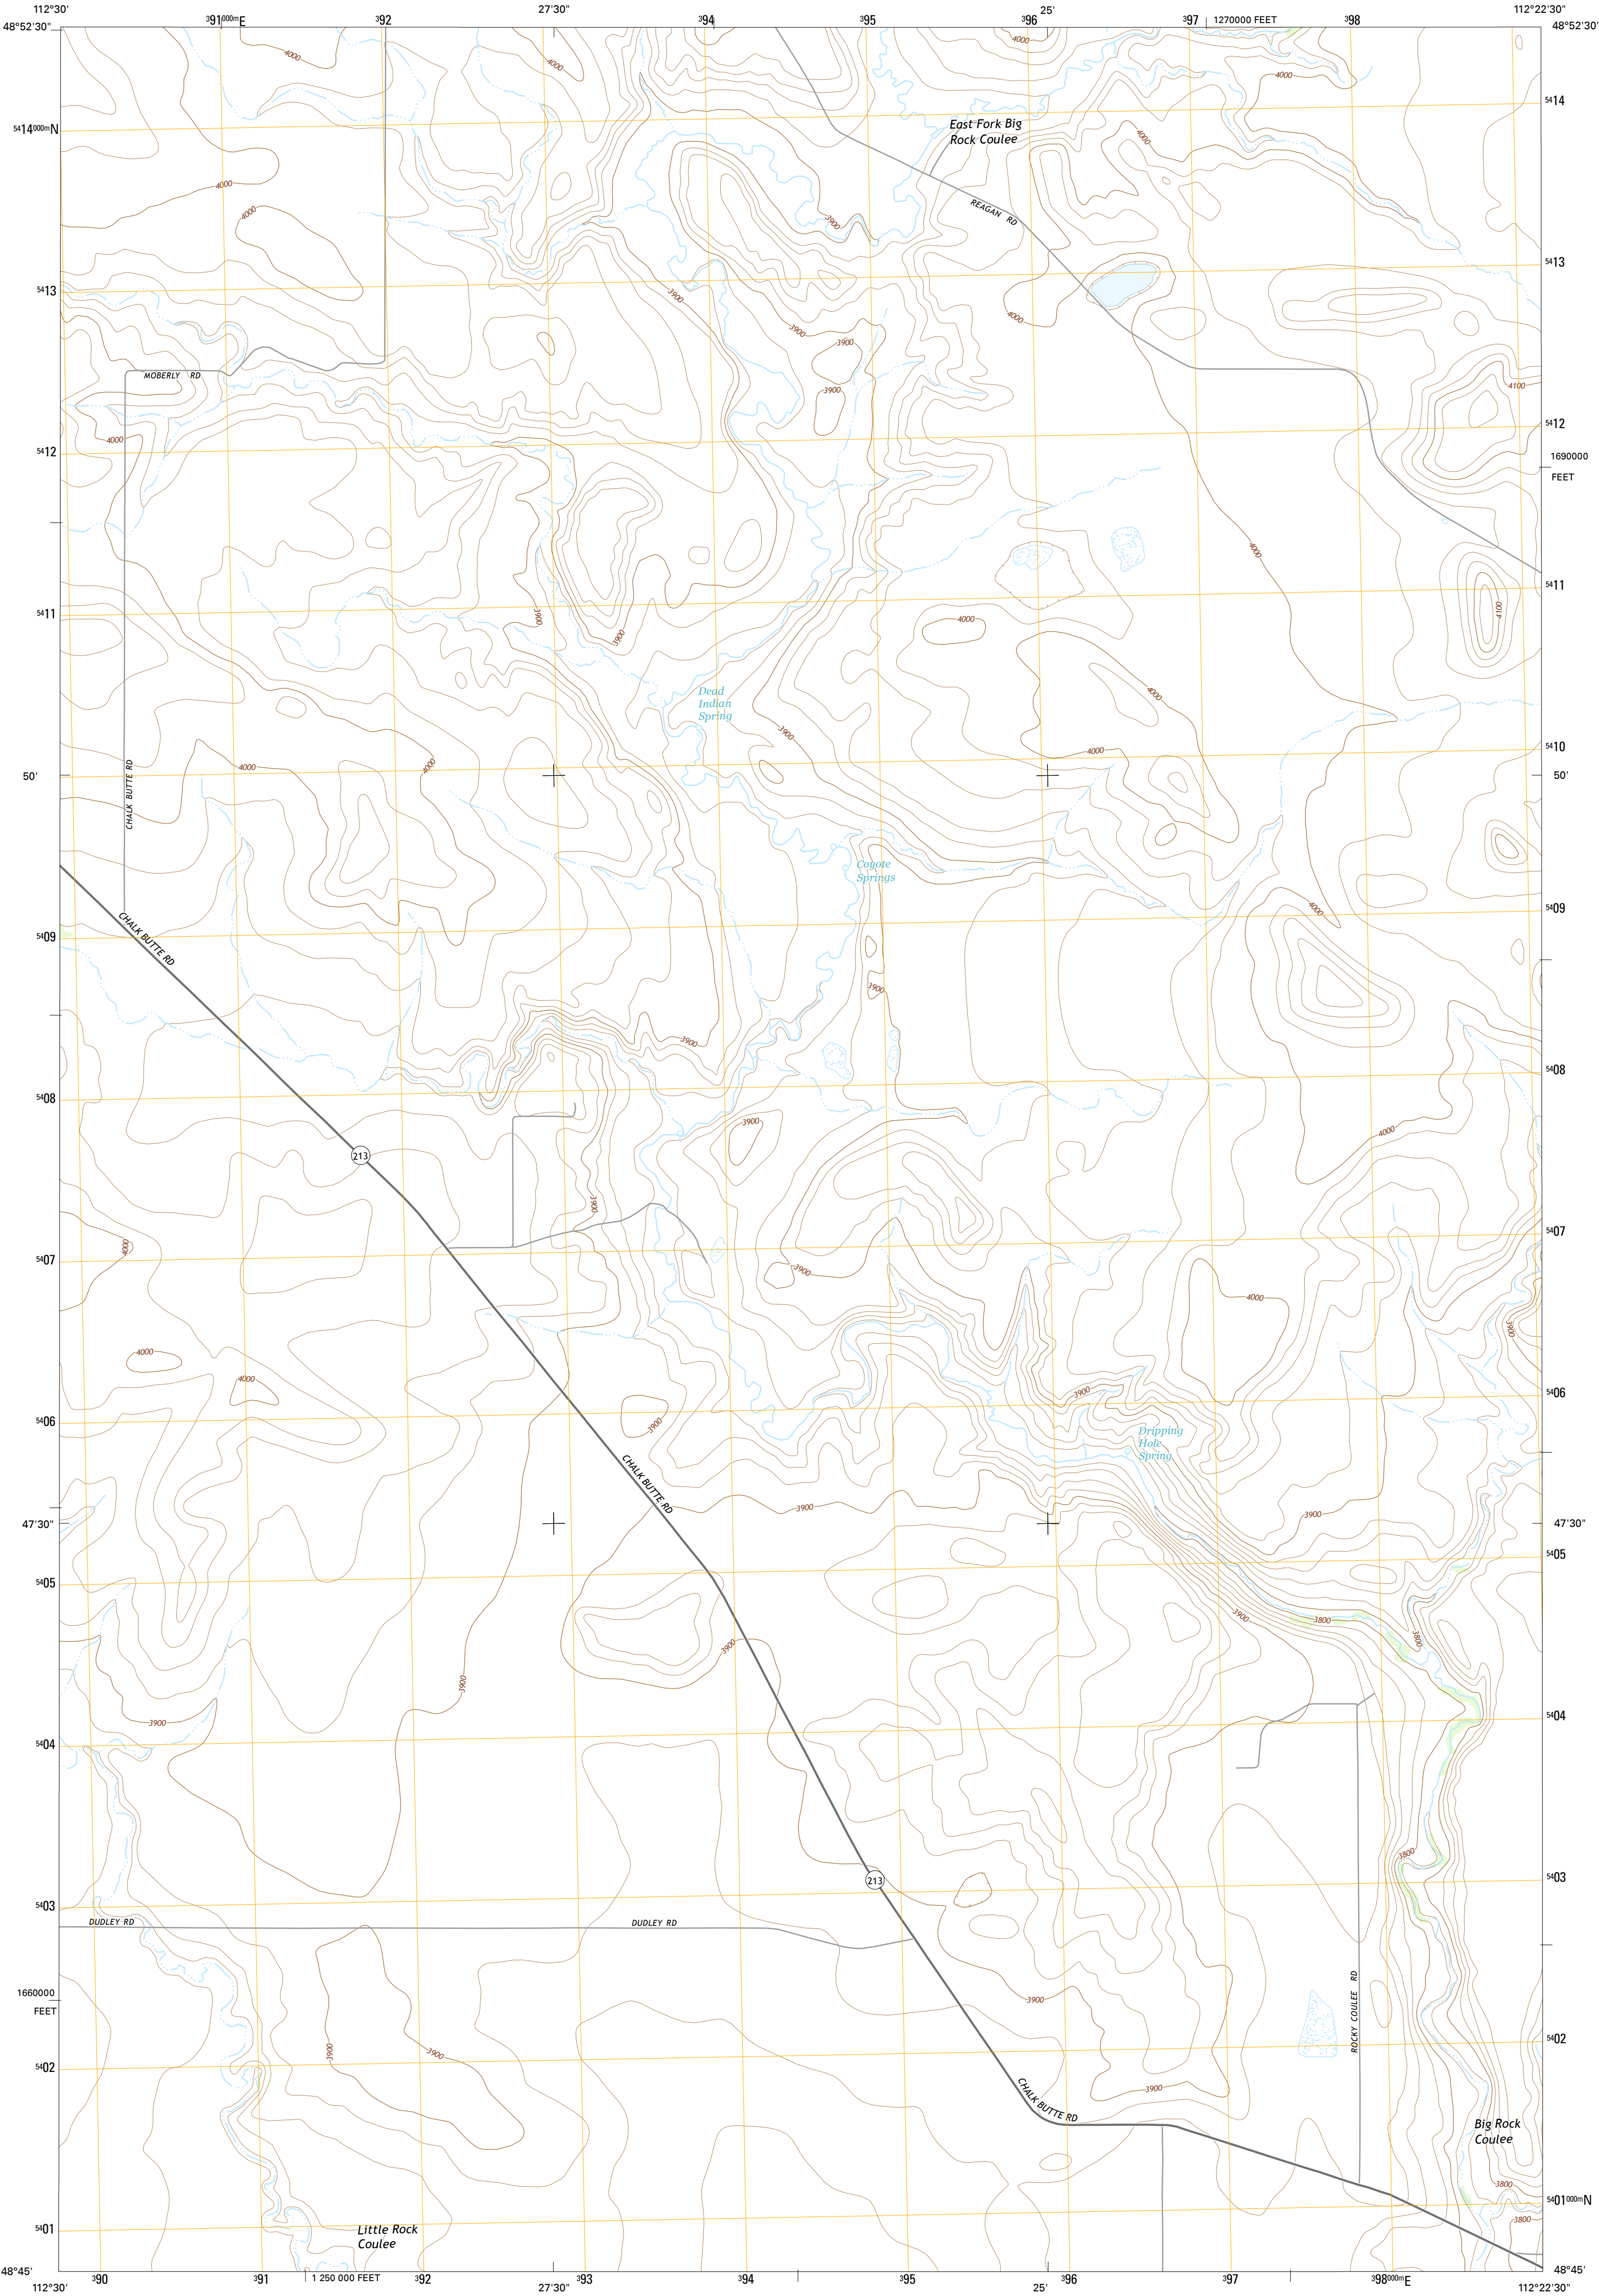 112°30' ³91⁰⁰⁰ᵐE ³92 27'30" ³94 ³95 25' ³96 ³97 1270000 FEET ³98 112°22'30"
48°52'30" 48°52'30"
4000 4000 4000 4000
⁵⁴14⁰⁰⁰ᵐN ⁵⁴14
East Fork Big
Rock Coulee
4000
4000
4000
REAGAN RD
3900
⁵⁴13 ⁵⁴13
3900
4000
3900
3900
MOBERLY RD
4100
3900
4000
⁵⁴12 ⁵⁴12
1690000
FEET
4000
⁵⁴11 ⁵⁴11
3900
4000
4100
3900
Dead
Indian
Spring
4000
3900
4000
⁵⁴10
50' 50'
4000
4000
CHALK BUTTE RD
Coyote
Springs
4000
CHALK BUTTE RD
⁵⁴09 ⁵⁴09
3900
3900
⁵⁴08 ⁵⁴08
3900
4000
213
3900
⁵⁴07 ⁵⁴07
4000
3900
4000
3900
4000
4000
3900
⁵⁴06 ⁵⁴06
3900
Dripping
Hole
Spring
CHALK BUTTE RD
3900
3900
47'30" 47'30"
⁵⁴05 ⁵⁴05
3900
3800
3800
3900
3900
3900
⁵⁴04 ⁵⁴04
3800
213
⁵⁴03 ⁵⁴03
DUDLEY RD DUDLEY RD
1660000
FEET
3900
ROCKY COULEE RD
3900
3900
⁵⁴02 ⁵⁴02
3900
CHALK BUTTE RD
Big Rock
Coulee
3800
⁵⁴01⁰⁰⁰ᵐN
3800
⁵⁴01
Little Rock
Coulee
48°45' 48°45'
³90 ³91 1 250 000 FEET ³92 ³93 ³94 ³95 ³96 ³97 ³98⁰⁰⁰ᵐE
112°30' 27'30" 25' 112°22'30"